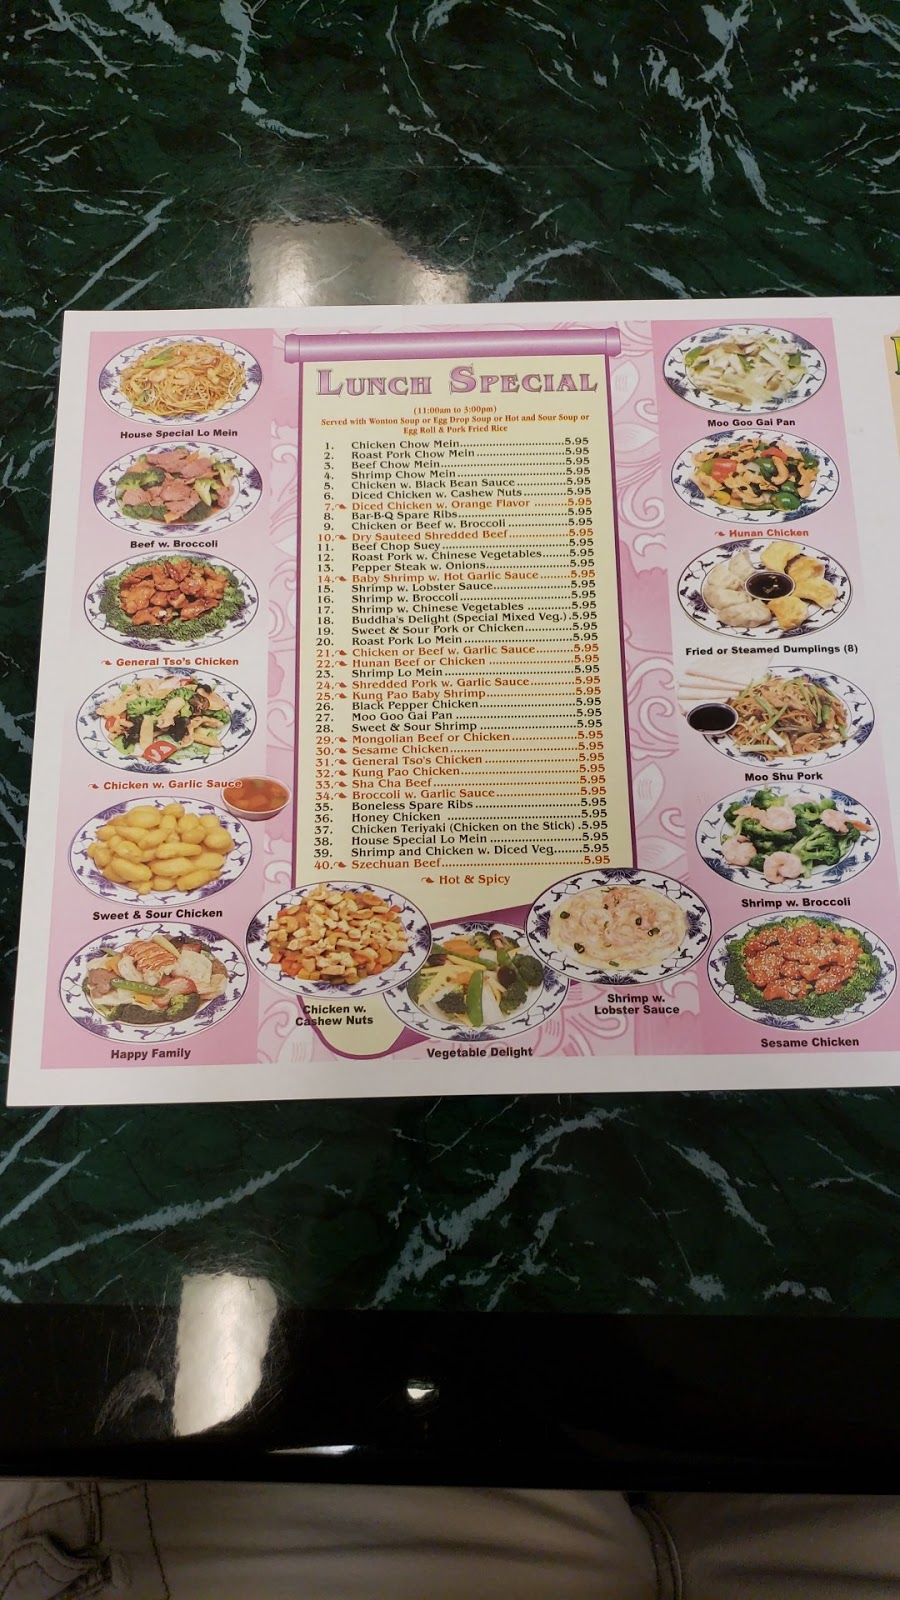 LUNCH SPECIAL
(11:00am to 3:00pm)
Served with Wonton Soup or Egg Drop Soup or Hot and Sour Soup or
Egg Roll & Pork Fried Rice
1. Chicken Chow Mein 5.95
2. Roast Pork Chow Mein 5.95
3. Beef Chow Mein 5.95
4. Shrimp Chow Mein 5.95
5. Chicken w. Black Bean Sauce 5.95
6. Diced Chicken w. Cashew Nuts 5.95
7. Diced Chicken w. Orange Flavor 5.95
8. Bar-B-Q Spare Ribs 5.95
9. Chicken or Beef w. Broccoli 5.95
10. Dry Sauteed Shredded Beef 5.95
11. Beef Chop Suey 5.95
12. Roast Pork w. Chinese Vegetables 5.95
13. Pepper Steak w. Onions 5.95
14. Baby Shrimp w. Hot Garlic Sauce 5.95
15. Shrimp w. Lobster Sauce 5.95
16. Shrimp w. Broccoli 5.95
17. Shrimp w. Chinese Vegetables 5.95
18. Buddha's Delight (Special Mixed Veg.) 5.95
19. Sweet & Sour Pork or Chicken 5.95
20. Roast Pork Lo Mein 5.95
21. Chicken or Beef w. Garlic Sauce 5.95
22. Hunan Beef or Chicken 5.95
23. Shrimp Lo Mein 5.95
24. Shredded Pork w. Garlic Sauce 5.95
25. Kung Pao Baby Shrimp 5.95
26. Black Pepper Chicken 5.95
27. Moo Goo Gai Pan 5.95
28. Sweet & Sour Shrimp 5.95
29. Mongolian Beef or Chicken 5.95
30. Sesame Chicken 5.95
31. General Tso's Chicken 5.95
32. Kung Pao Chicken 5.95
33. Sha Cha Beef 5.95
34. Broccoli w. Garlic Sauce 5.95
35. Boneless Spare Ribs 5.95
36. Honey Chicken 5.95
37. Chicken Teriyaki (Chicken on the Stick) 5.95
38. House Special Lo Mein 5.95
39. Shrimp and Chicken w. Diced Veg. 5.95
40. Szechuan Beef 5.95
Hot & Spicy
House Special Lo Mein
Beef w. Broccoli
General Tso's Chicken
Chicken w. Garlic Sauce
Sweet & Sour Chicken
Happy Family
Chicken w.
Cashew Nuts
Vegetable Delight
Shrimp w.
Lobster Sauce
Moo Goo Gai Pan
Hunan Chicken
Fried or Steamed Dumplings (8)
Moo Shu Pork
Shrimp w. Broccoli
Sesame Chicken